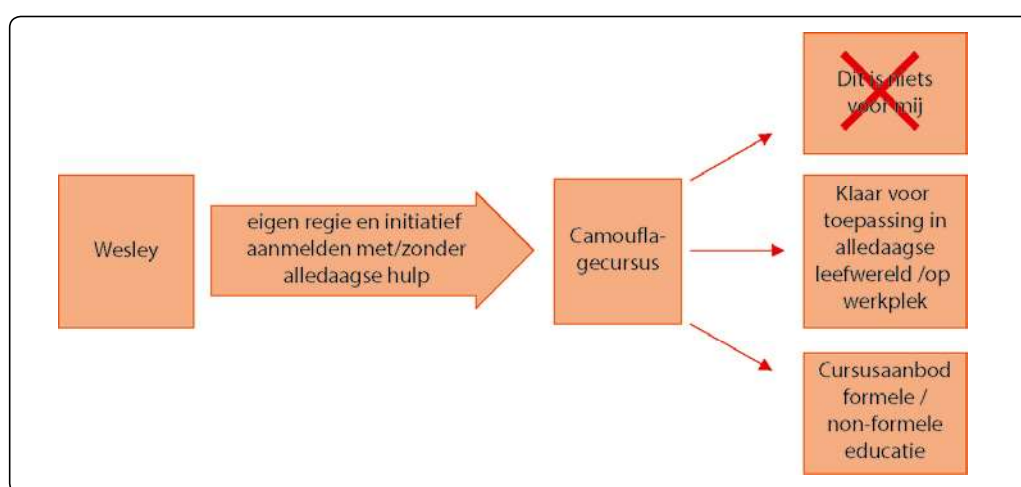 Wesley
eigen regie en initiatief
aanmelden met/zonder
alledaagse hulp
Camoufla-
gecursus
Dit is niets
voor mij
Klaar voor
toepassing in
alledaagse
leefwereld /op
werkplek
Cursusaanbod
formele /
non-formele
educatie